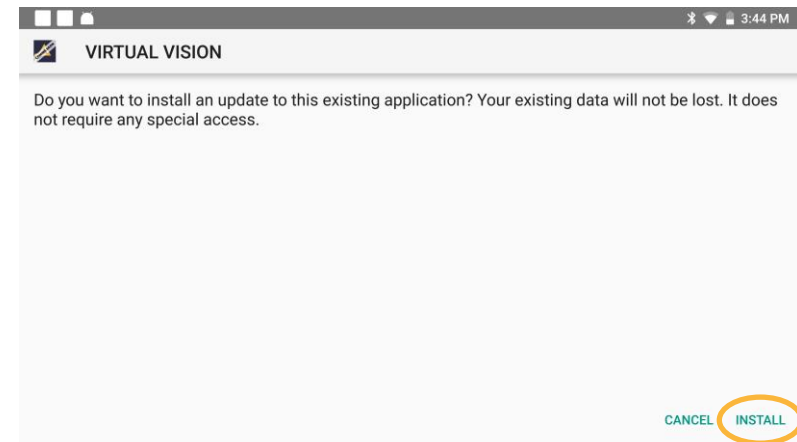 3:44 PM
VIRTUAL VISION
Do you want to install an update to this existing application? Your existing data will not be lost. It does
not require any special access.
CANCEL INSTALL